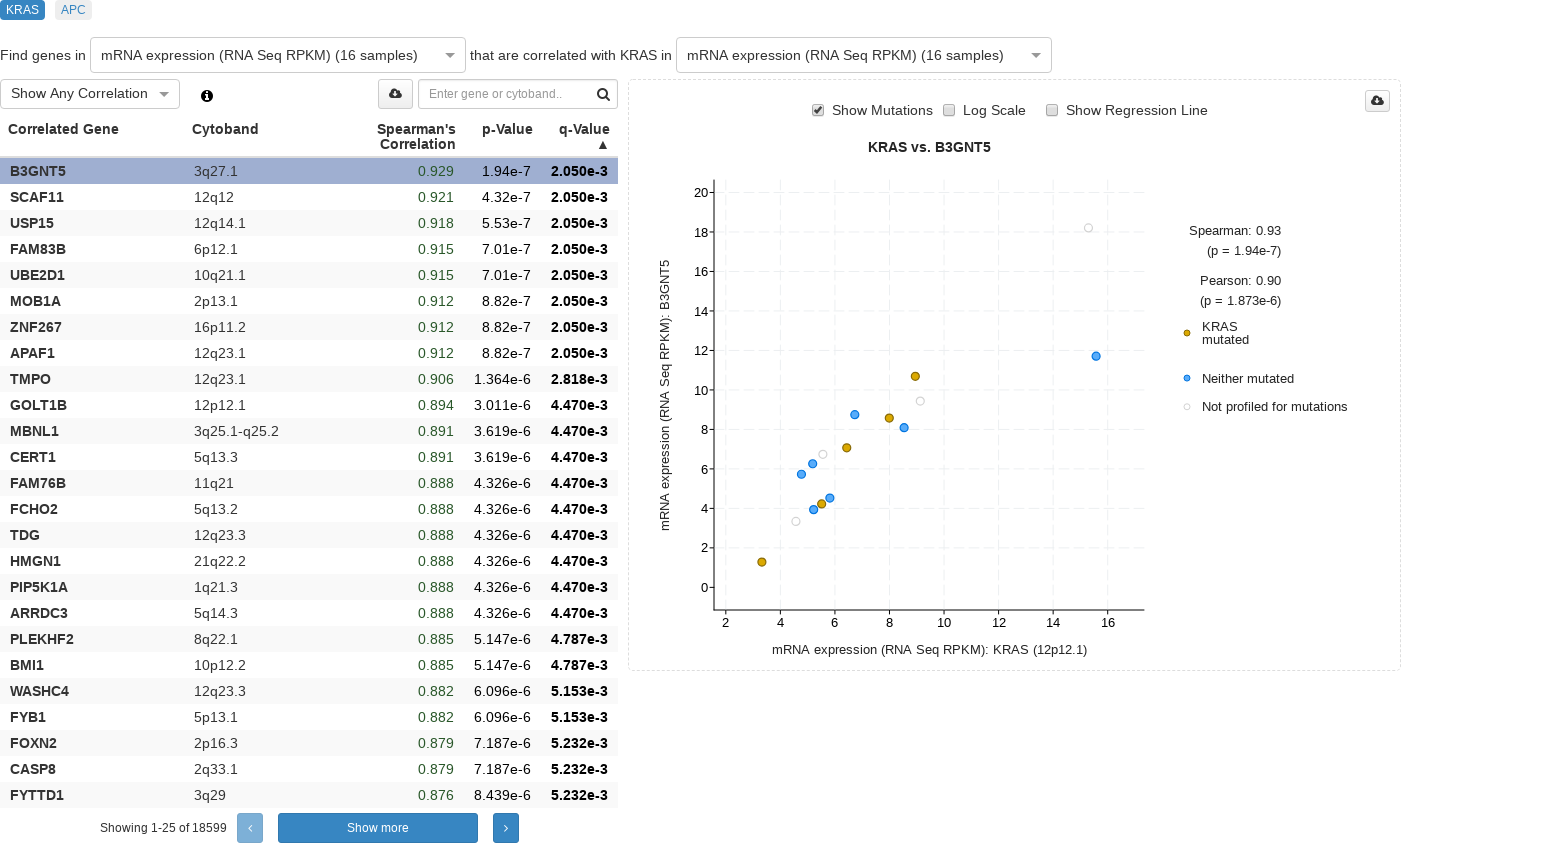 KRAS APC
Find genes in mRNA expression (RNA Seq RPKM) (16 samples) that are correlated with KRAS in mRNA expression (RNA Seq RPKM) (16 samples)
Show Any Correlation Enter gene or cytoband..
Correlated Gene Cytoband Spearman's p-Value q-Value
Correlation ▲
B3GNT5 3q27.1 0.929 1.94e-7 2.050e-3
SCAF11 12q12 0.921 4.32e-7 2.050e-3
USP15 12q14.1 0.918 5.53e-7 2.050e-3
FAM83B 6p12.1 0.915 7.01e-7 2.050e-3
UBE2D1 10q21.1 0.915 7.01e-7 2.050e-3
MOB1A 2p13.1 0.912 8.82e-7 2.050e-3
ZNF267 16p11.2 0.912 8.82e-7 2.050e-3
APAF1 12q23.1 0.912 8.82e-7 2.050e-3
TMPO 12q23.1 0.906 1.364e-6 2.818e-3
GOLT1B 12p12.1 0.894 3.011e-6 4.470e-3
MBNL1 3q25.1-q25.2 0.891 3.619e-6 4.470e-3
CERT1 5q13.3 0.891 3.619e-6 4.470e-3
FAM76B 11q21 0.888 4.326e-6 4.470e-3
FCHO2 5q13.2 0.888 4.326e-6 4.470e-3
TDG 12q23.3 0.888 4.326e-6 4.470e-3
HMGN1 21q22.2 0.888 4.326e-6 4.470e-3
PIP5K1A 1q21.3 0.888 4.326e-6 4.470e-3
ARRDC3 5q14.3 0.888 4.326e-6 4.470e-3
PLEKHF2 8q22.1 0.885 5.147e-6 4.787e-3
BMI1 10p12.2 0.885 5.147e-6 4.787e-3
WASHC4 12q23.3 0.882 6.096e-6 5.153e-3
FYB1 5p13.1 0.882 6.096e-6 5.153e-3
FOXN2 2p16.3 0.879 7.187e-6 5.232e-3
CASP8 2q33.1 0.879 7.187e-6 5.232e-3
FYTTD1 3q29 0.876 8.439e-6 5.232e-3
Showing 1-25 of 18599 Show more
Show Mutations Log Scale Show Regression Line
KRAS vs. B3GNT5
mRNA expression (RNA Seq RPKM): B3GNT5
20
18
16
14
12
10
8
6
4
2
0
2 4 6 8 10 12 14 16
mRNA expression (RNA Seq RPKM): KRAS (12p12.1)
Spearman: 0.93
(p = 1.94e-7)
Pearson: 0.90
(p = 1.873e-6)
KRAS
mutated
Neither mutated
Not profiled for mutations